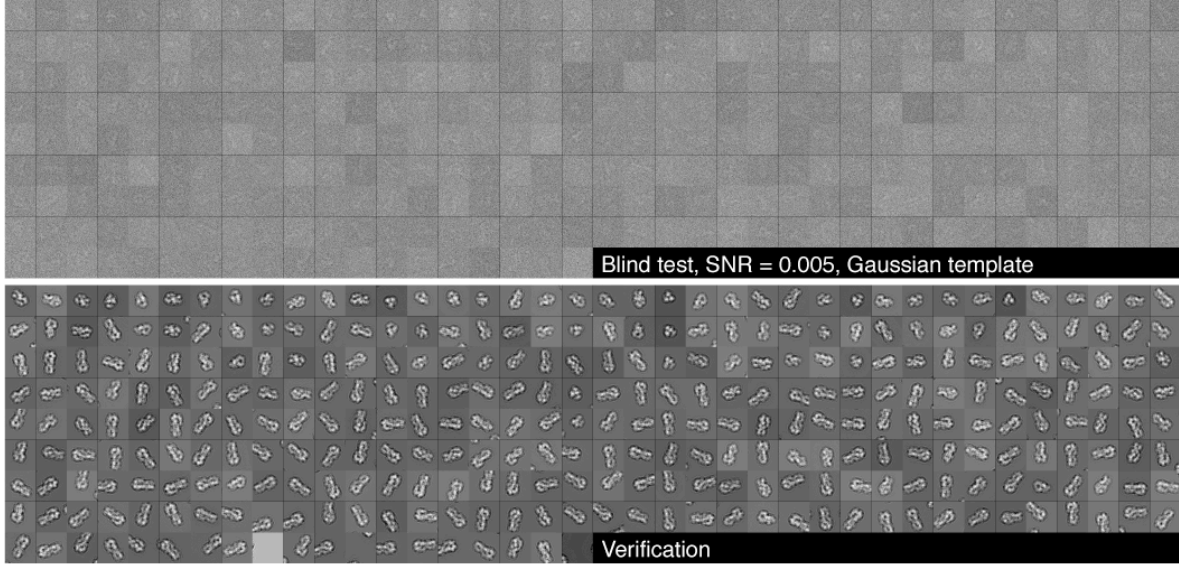 Blind test, SNR = 0.005, Gaussian template
Verification